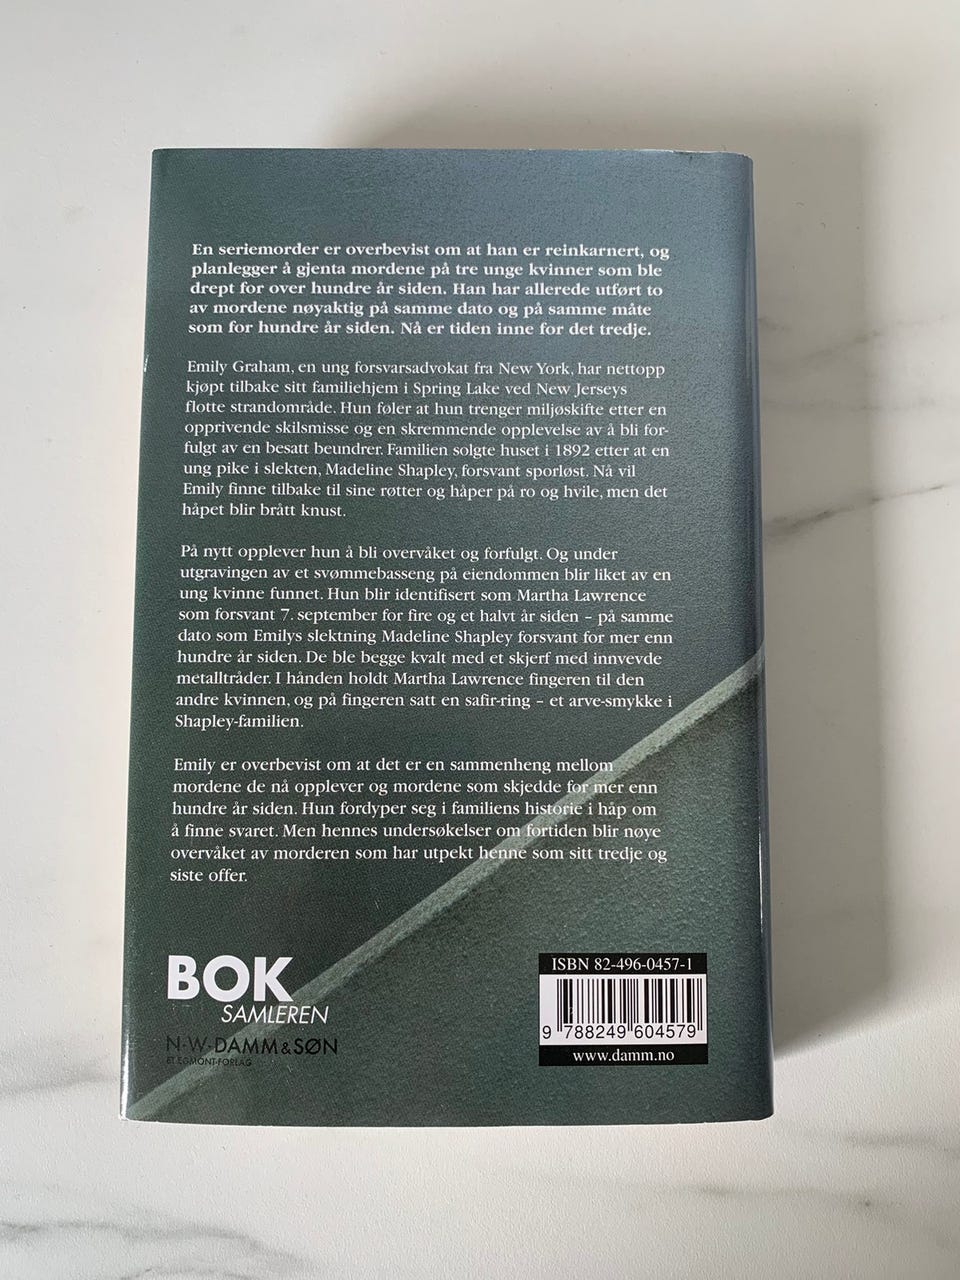 En seriemorder er overbevist om at han er reinkarnert, og
planlegger å gjenta mordene på tre unge kvinner som ble
drept for over hundre år siden. Han har allerede utført to
av mordene nøyaktig på samme dato og på samme måte
som for hundre år siden. Nå er tiden inne for det tredje.
Emily Graham, en ung forsvarsadvokat fra New York, har nettopp
kjøpt tilbake sitt familiehjem i Spring Lake ved New Jerseys
flotte strandområde. Hun føler at hun trenger miljøskifte etter en
opprivende skilsmisse og en skremmende opplevelse av å bli for-
fulgt av en besatt beundrer. Familien solgte huset i 1892 etter at en
ung pike i slekten, Madeline Shapley, forsvant sporløst. Nå vil
Emily finne tilbake til sine røtter og håper på ro og hvile, men det
håpet blir brått knust.
På nytt opplever hun å bli overvåket og forfulgt. Og under
utgravingen av et svømmebasseng på eiendommen blir liket av en
ung kvinne funnet. Hun blir identifisert som Martha Lawrence
som forsvant 7. september for fire og et halvt år siden – på samme
dato som Emilys slektning Madeline Shapley forsvant for mer enn
hundre år siden. De ble begge kvalt med et skjerf med innvevde
metalltråder. I hånden holdt Martha Lawrence fingeren til den
andre kvinnen, og på fingeren satt en safir-ring – et arve-smykke i
Shapley-familien.
Emily er overbevist om at det er en sammenheng mellom
mordene de nå opplever og mordene som skjedde for mer enn
hundre år siden. Hun fordyper seg i familiens historie i håp om
å finne svaret. Men hennes undersøkelser om fortiden blir nøye
overvåket av morderen som har utpekt henne som sitt tredje og
siste offer.
BOK
SAMLEREN
N·W·DAMM & SØN
ET EGMONT-FORLAG
ISBN 82-496-0457-1
9 788249 604579
www.damm.no